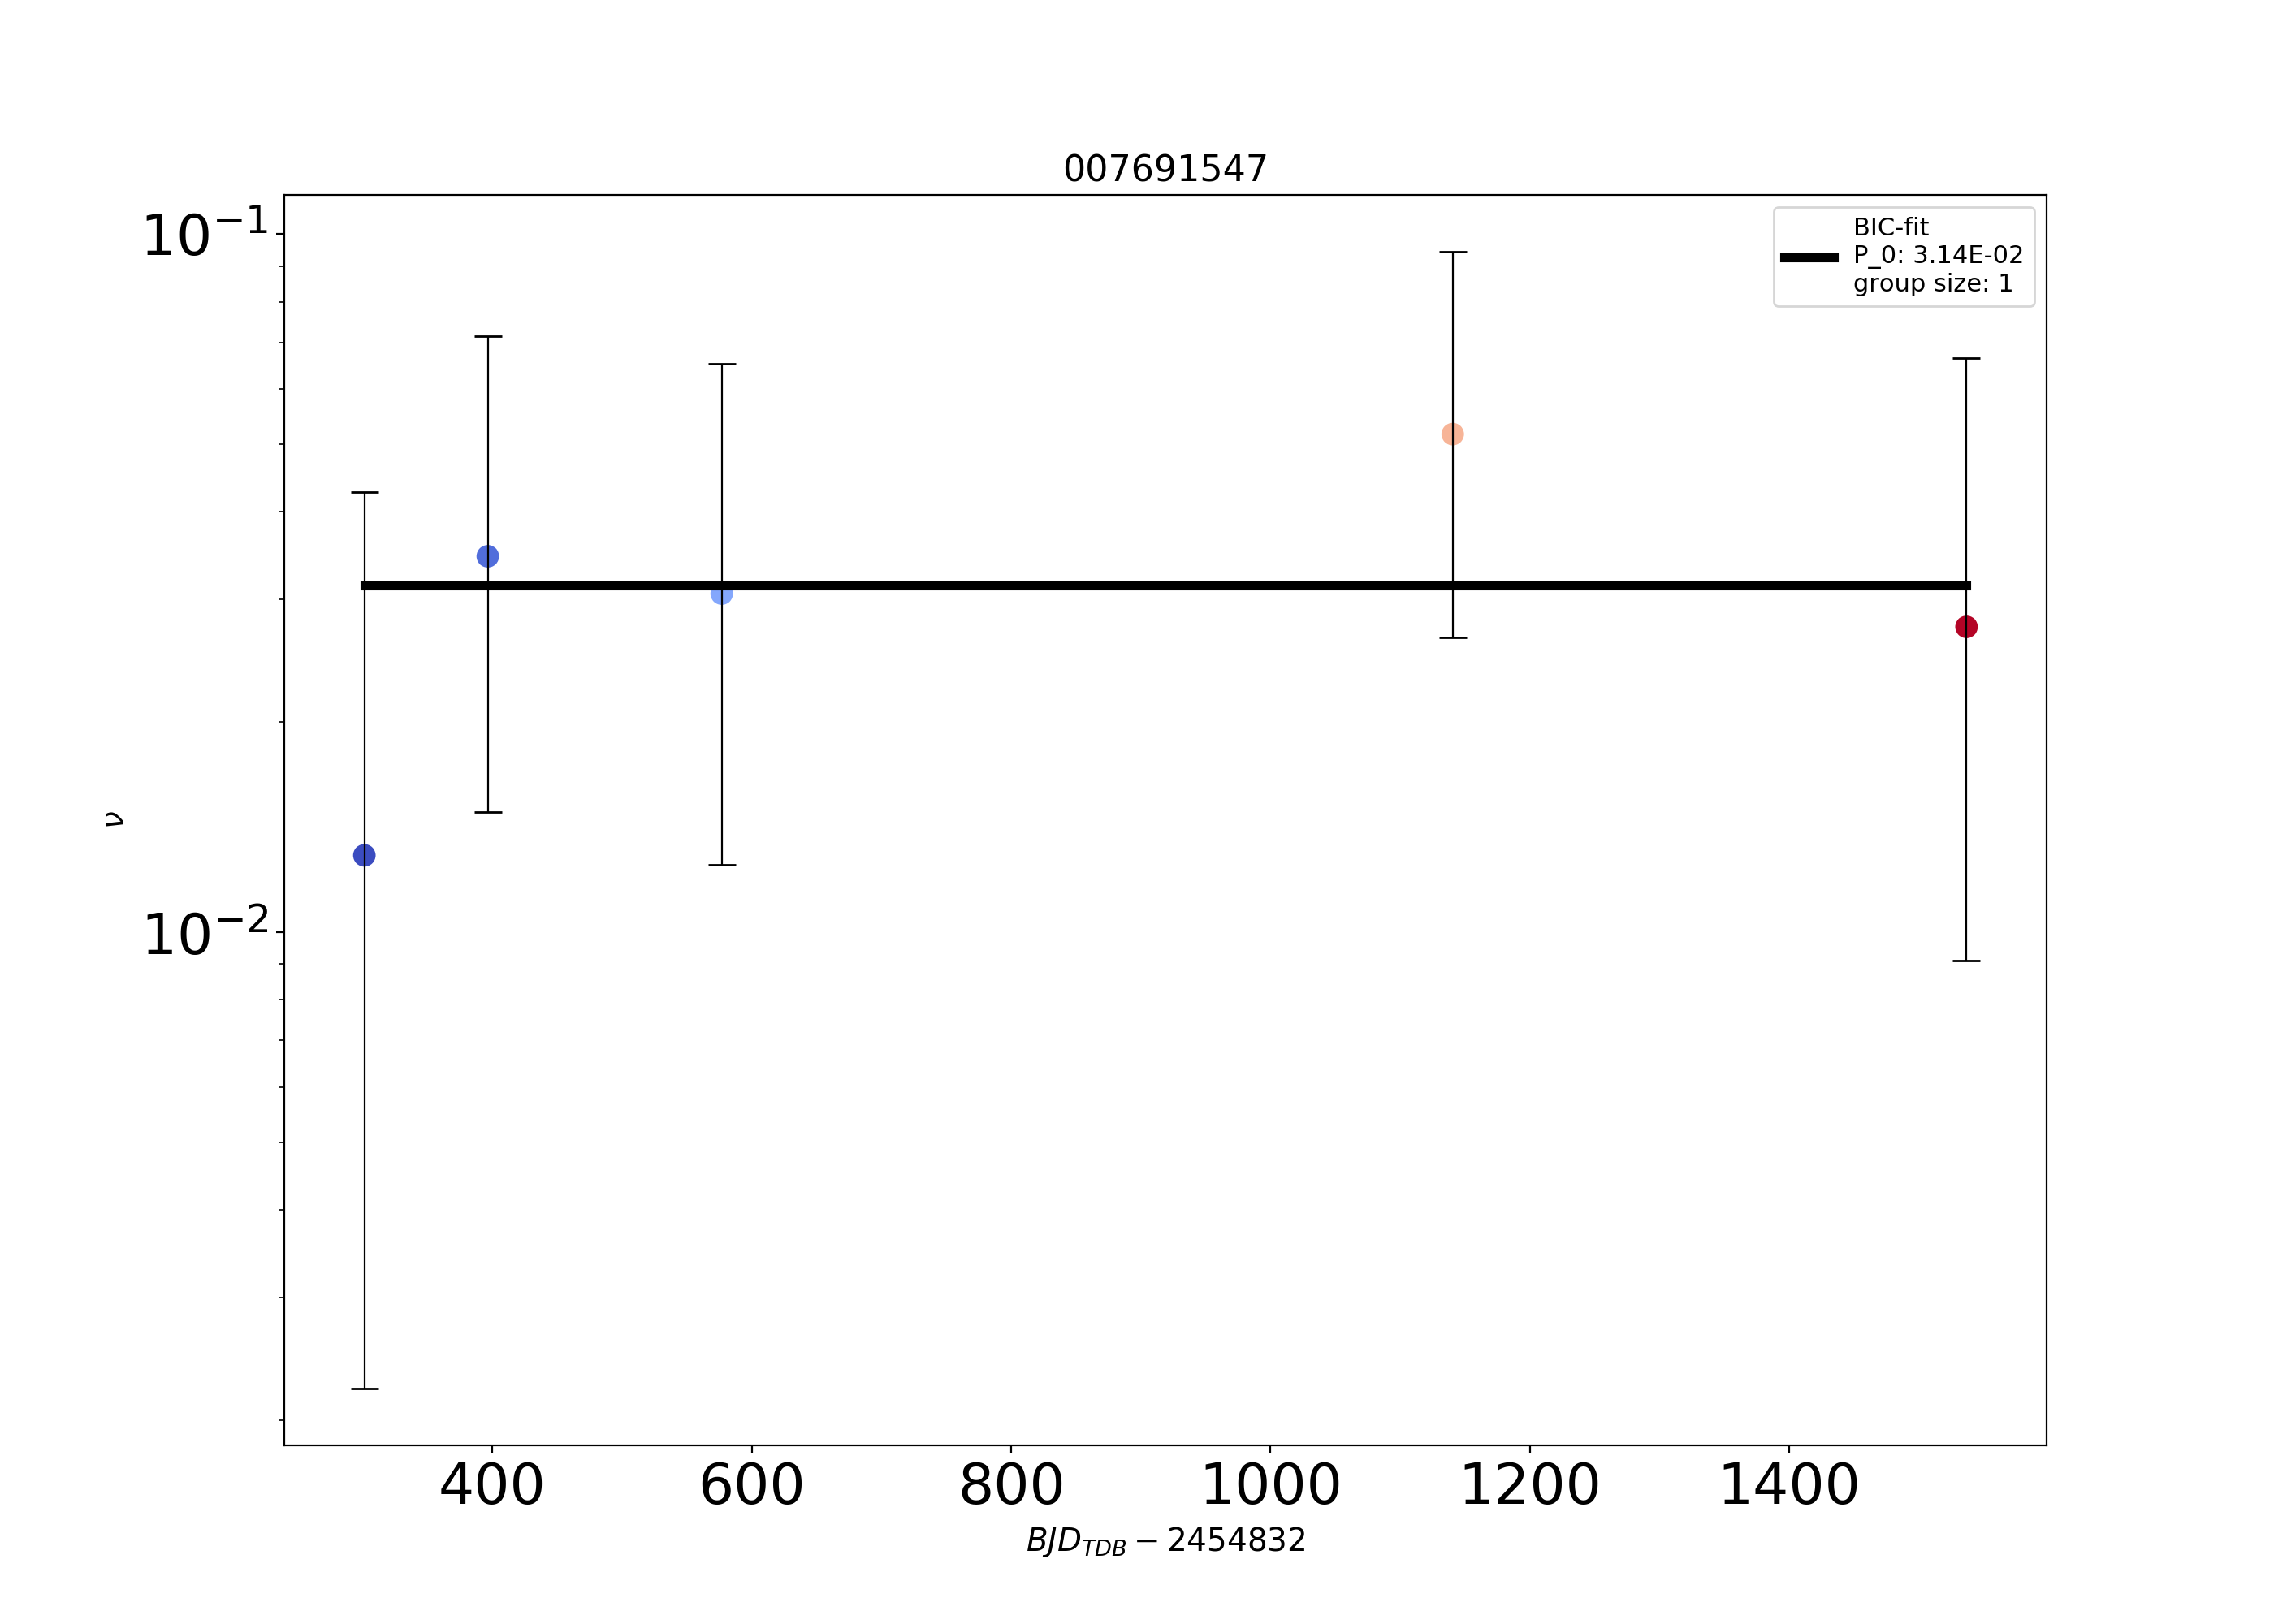 007691547
10⁻¹
10⁻²
ν
BIC-fit
P_0: 3.14E-02
group size: 1
400 600 800 1000 1200 1400
BJD_TDB − 2454832